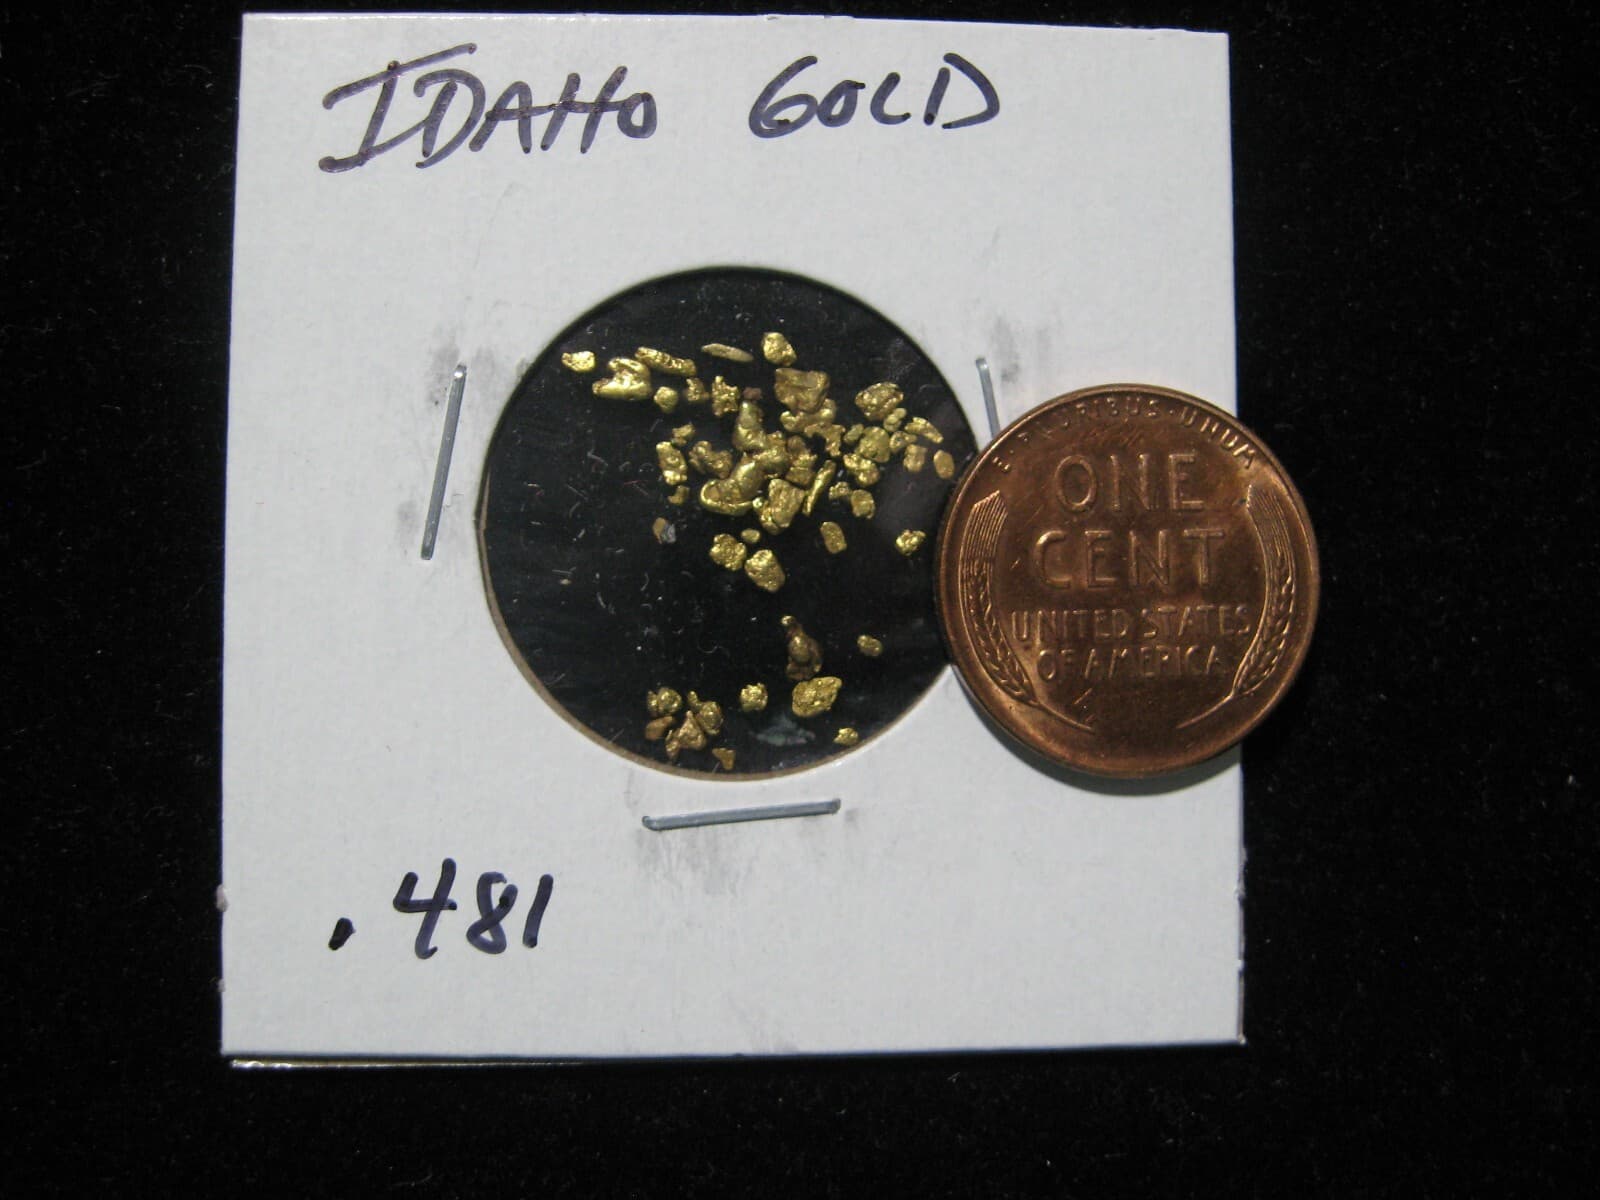 IDAHO GOLD
E · PLURIBUS · UNUM
ONE
CENT
UNITED STATES
OF AMERICA
.481